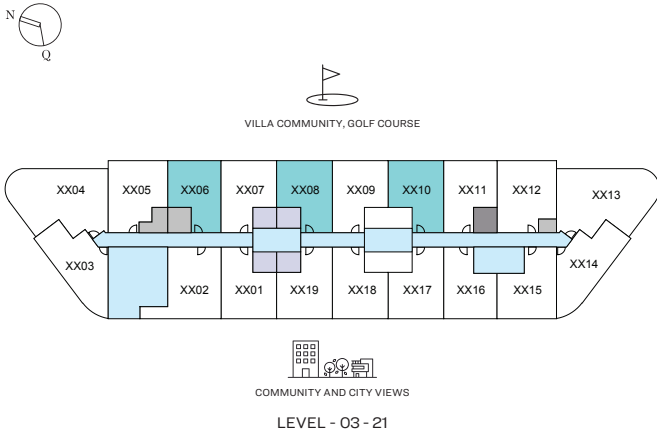 N
Q
VILLA COMMUNITY, GOLF COURSE
XX04 XX05 XX06 XX07 XX08 XX09 XX10 XX11 XX12 XX13
XX03 XX02 XX01 XX19 XX18 XX17 XX16 XX15 XX14
COMMUNITY AND CITY VIEWS
LEVEL - 03 - 21